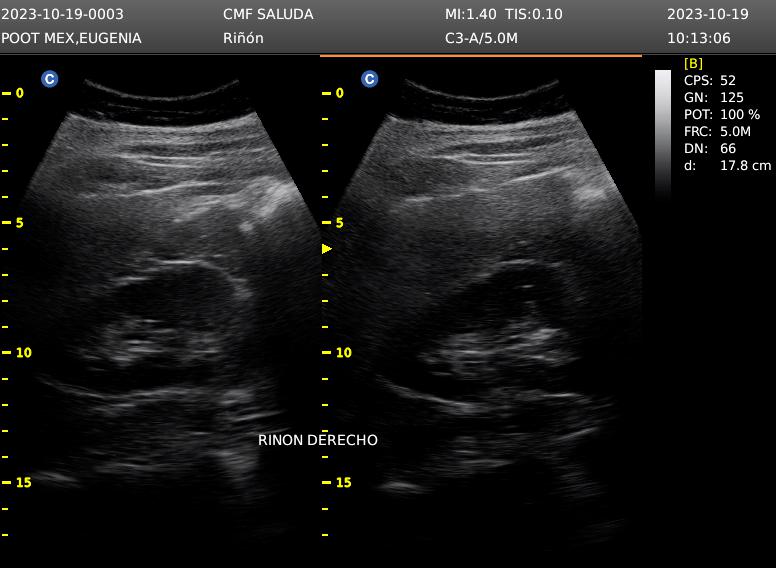 2023-10-19-0003 CMF SALUDA MI:1.40 TIS:0.10 2023-10-19
POOT MEX,EUGENIA Riñón C3-A/5.0M 10:13:06
[B]
CPS: 52
GN: 125
POT: 100 %
FRC: 5.0M
DN: 66
d: 17.8 cm
C
C
0
5
10
15
0
5
10
15
RINON DERECHO